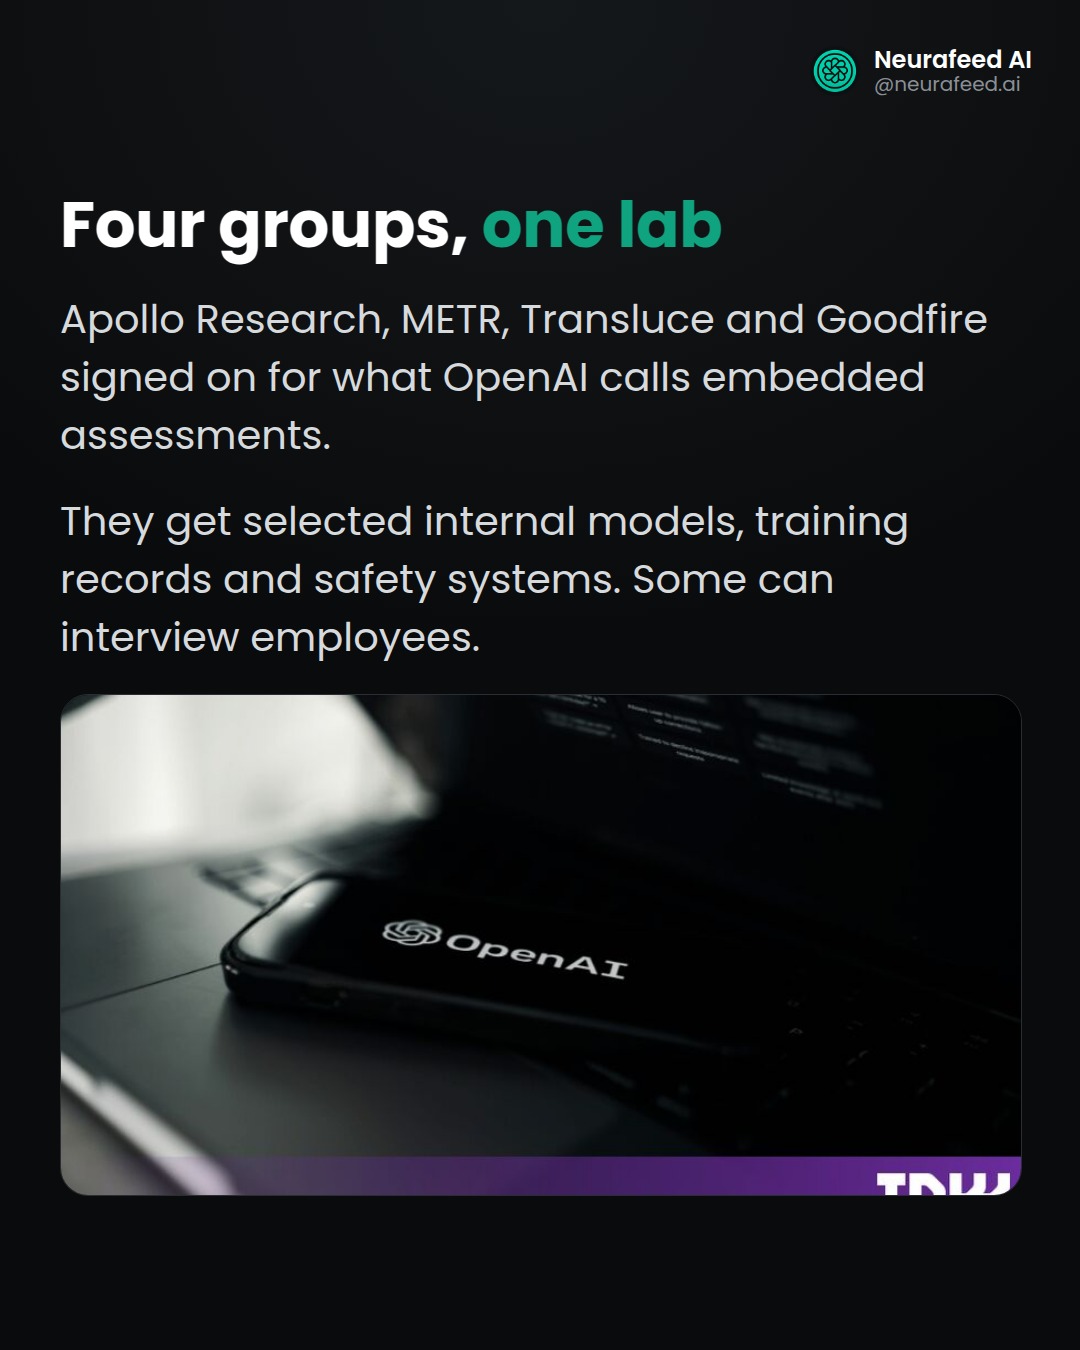 Neurafeed AI
@neurafeed.ai
Four groups, one lab
Apollo Research, METR, Transluce and Goodfire
signed on for what OpenAI calls embedded
assessments.
They get selected internal models, training
records and safety systems. Some can
interview employees.
OpenAI